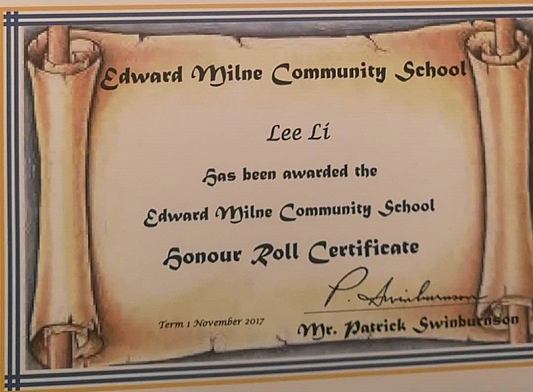 Edward Milne Community School
Lee Li
Has been awarded the
Edward Milne Community School
Honour Roll Certificate
P. Swinburnson
Term 1 November 2017
Mr. Patrick Swinburnson